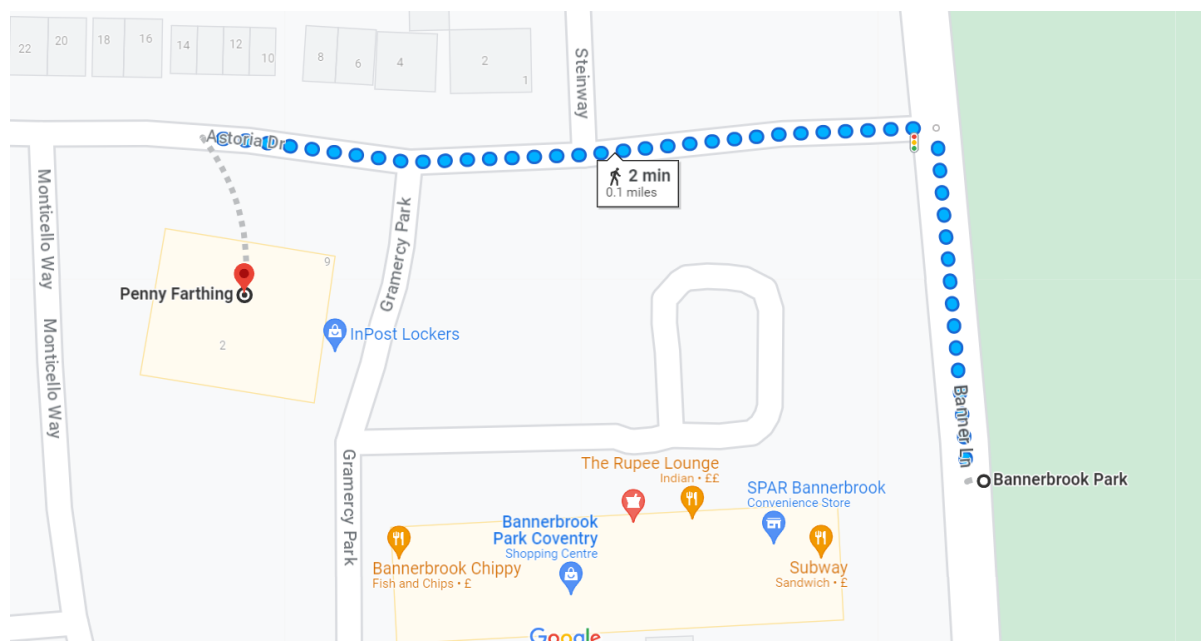 22
20
18
16
14
12
10
8
6
4
2
1
Steinway
Astoria Dr
2 min
0.1 miles
Monticello Way
Gramercy Park
9
Penny Farthing
2
InPost Lockers
Monticello Way
Banner Ln
Gramercy Park
The Rupee Lounge
Indian • ££
Bannerbrook Park
SPAR Bannerbrook
Convenience Store
Bannerbrook
Park Coventry
Shopping Centre
Bannerbrook Chippy
Fish and Chips • £
Subway
Sandwich • £
Google